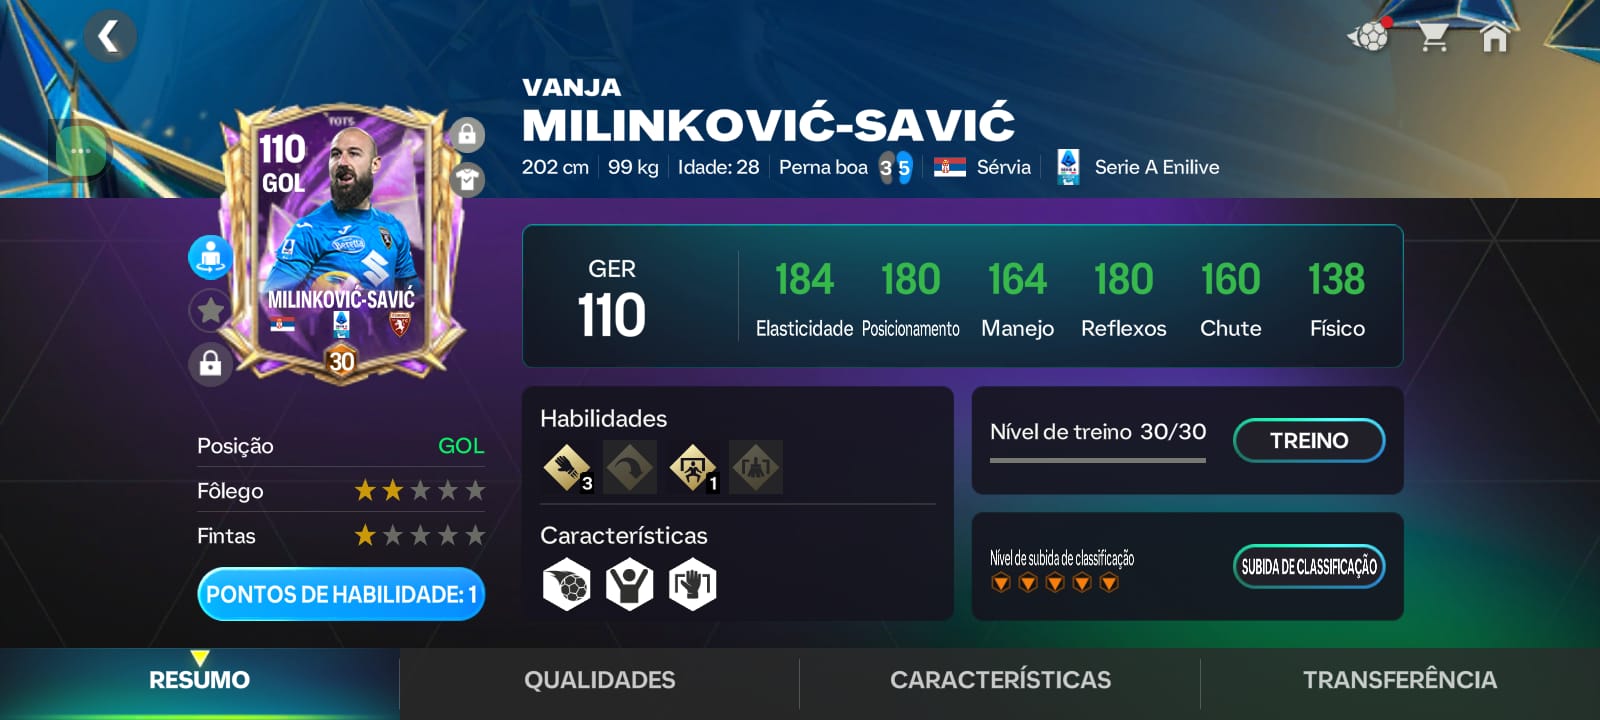 VANJA
MILINKOVIĆ-SAVIĆ
202 cm 99 kg Idade: 28 Perna boa 3 5 Sérvia Serie A Enilive
TOTS
110
GOL
MILINKOVIĆ-SAVIĆ
30
GER
110
184 180 164 180 160 138
Elasticidade Posicionamento Manejo Reflexos Chute Físico
Posição GOL
Fôlego
Fintas
PONTOS DE HABILIDADE: 1
Habilidades
3 1
Características
Nível de treino 30/30
TREINO
Nível de subida de classificação
SUBIDA DE CLASSIFICAÇÃO
RESUMO
QUALIDADES
CARACTERÍSTICAS
TRANSFERÊNCIA